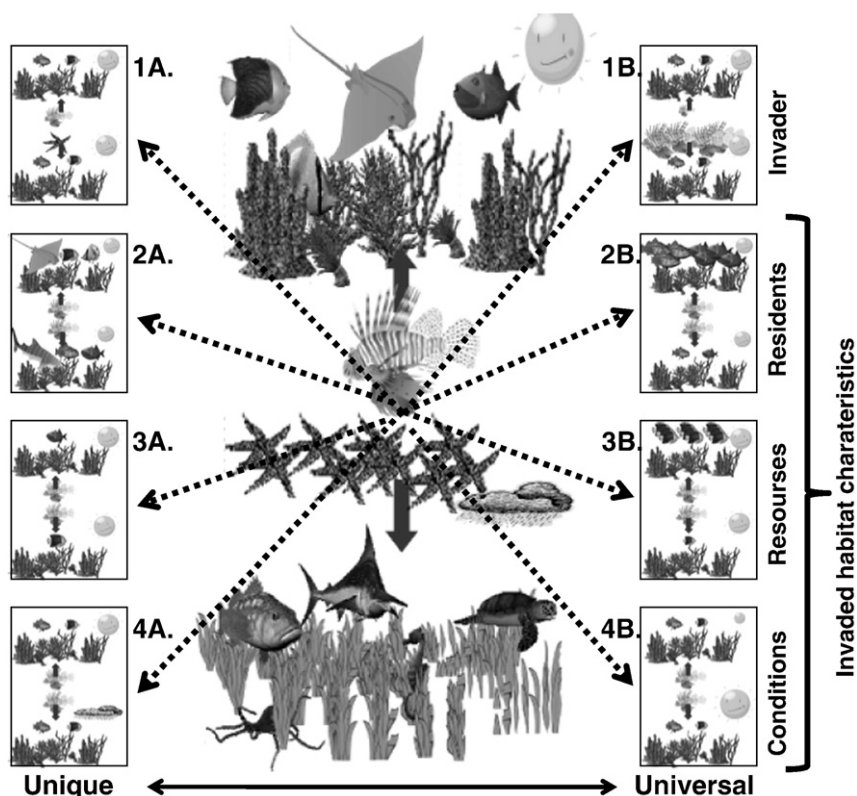 1A.
1B.
Invader
2A.
2B.
Residents
3A.
3B.
Resourses
4A.
4B.
Conditions
Invaded habitat charateristics
Unique
Universal